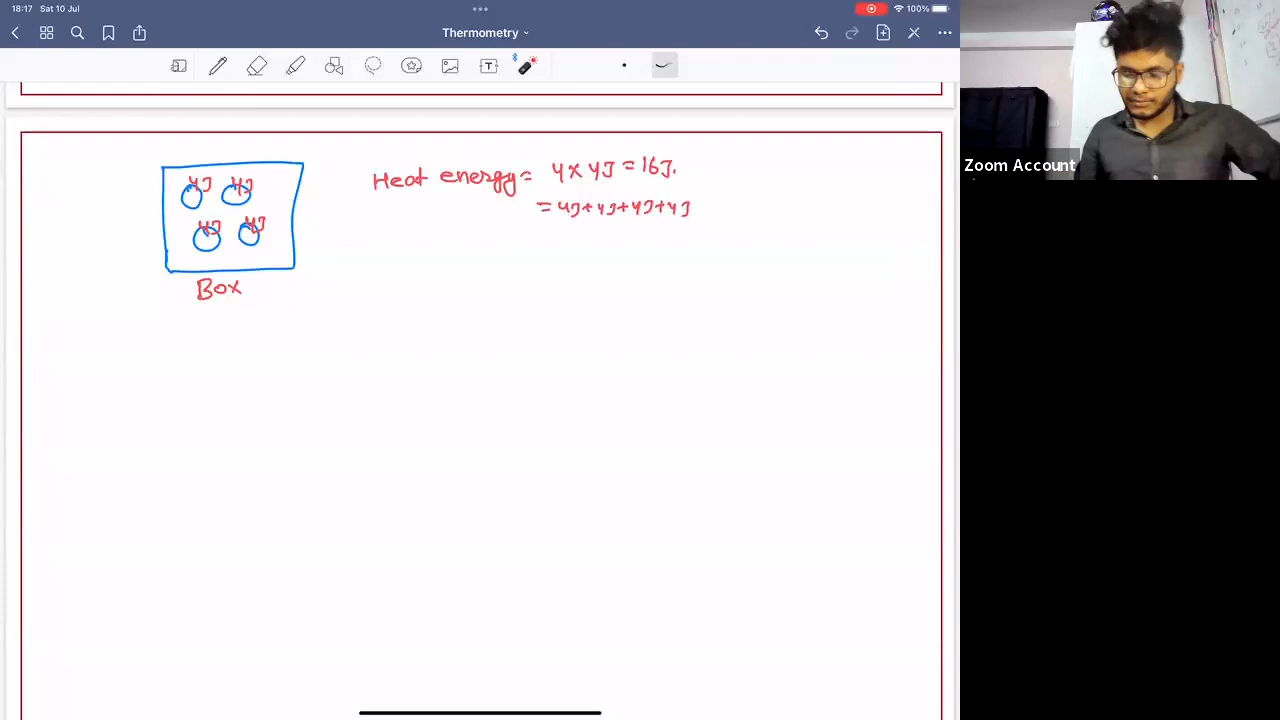 18:17 Sat 10 Jul
100%
Thermometry
Zoom Account
4J 4J
4J 4J
Box
Heat energy = 4 x 4J = 16J.
= 4J + 4J + 4J + 4J